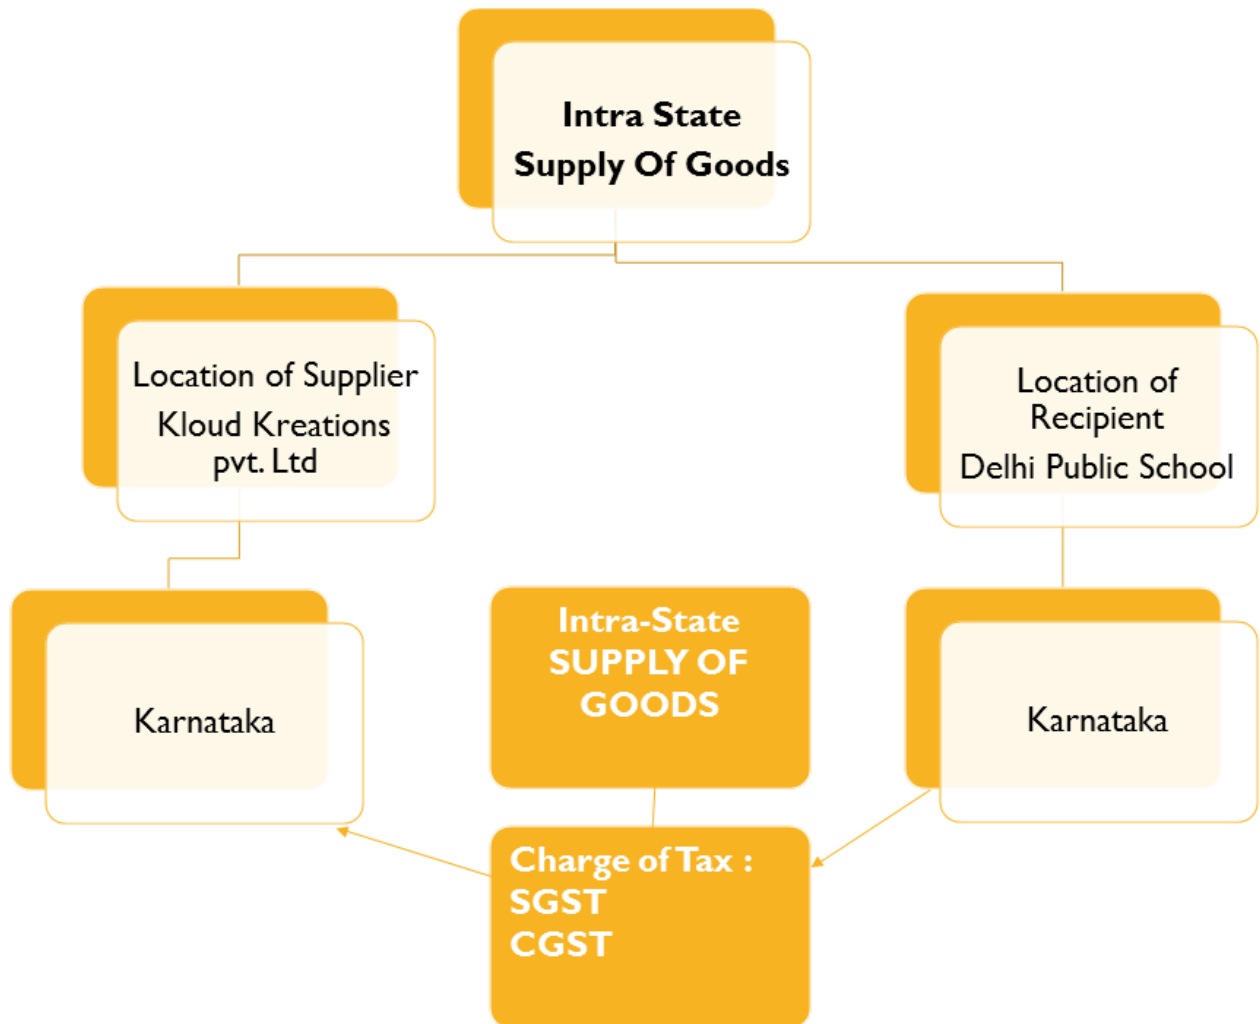 Intra State
Supply Of Goods
Location of Supplier
Kloud Kreations
pvt. Ltd
Location of
Recipient
Delhi Public School
Karnataka
Intra-State
SUPPLY OF
GOODS
Karnataka
Charge of Tax :
SGST
CGST